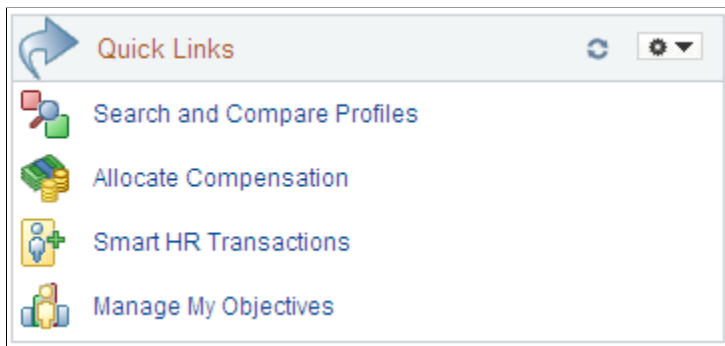 Quick Links
Search and Compare Profiles
Allocate Compensation
Smart HR Transactions
Manage My Objectives